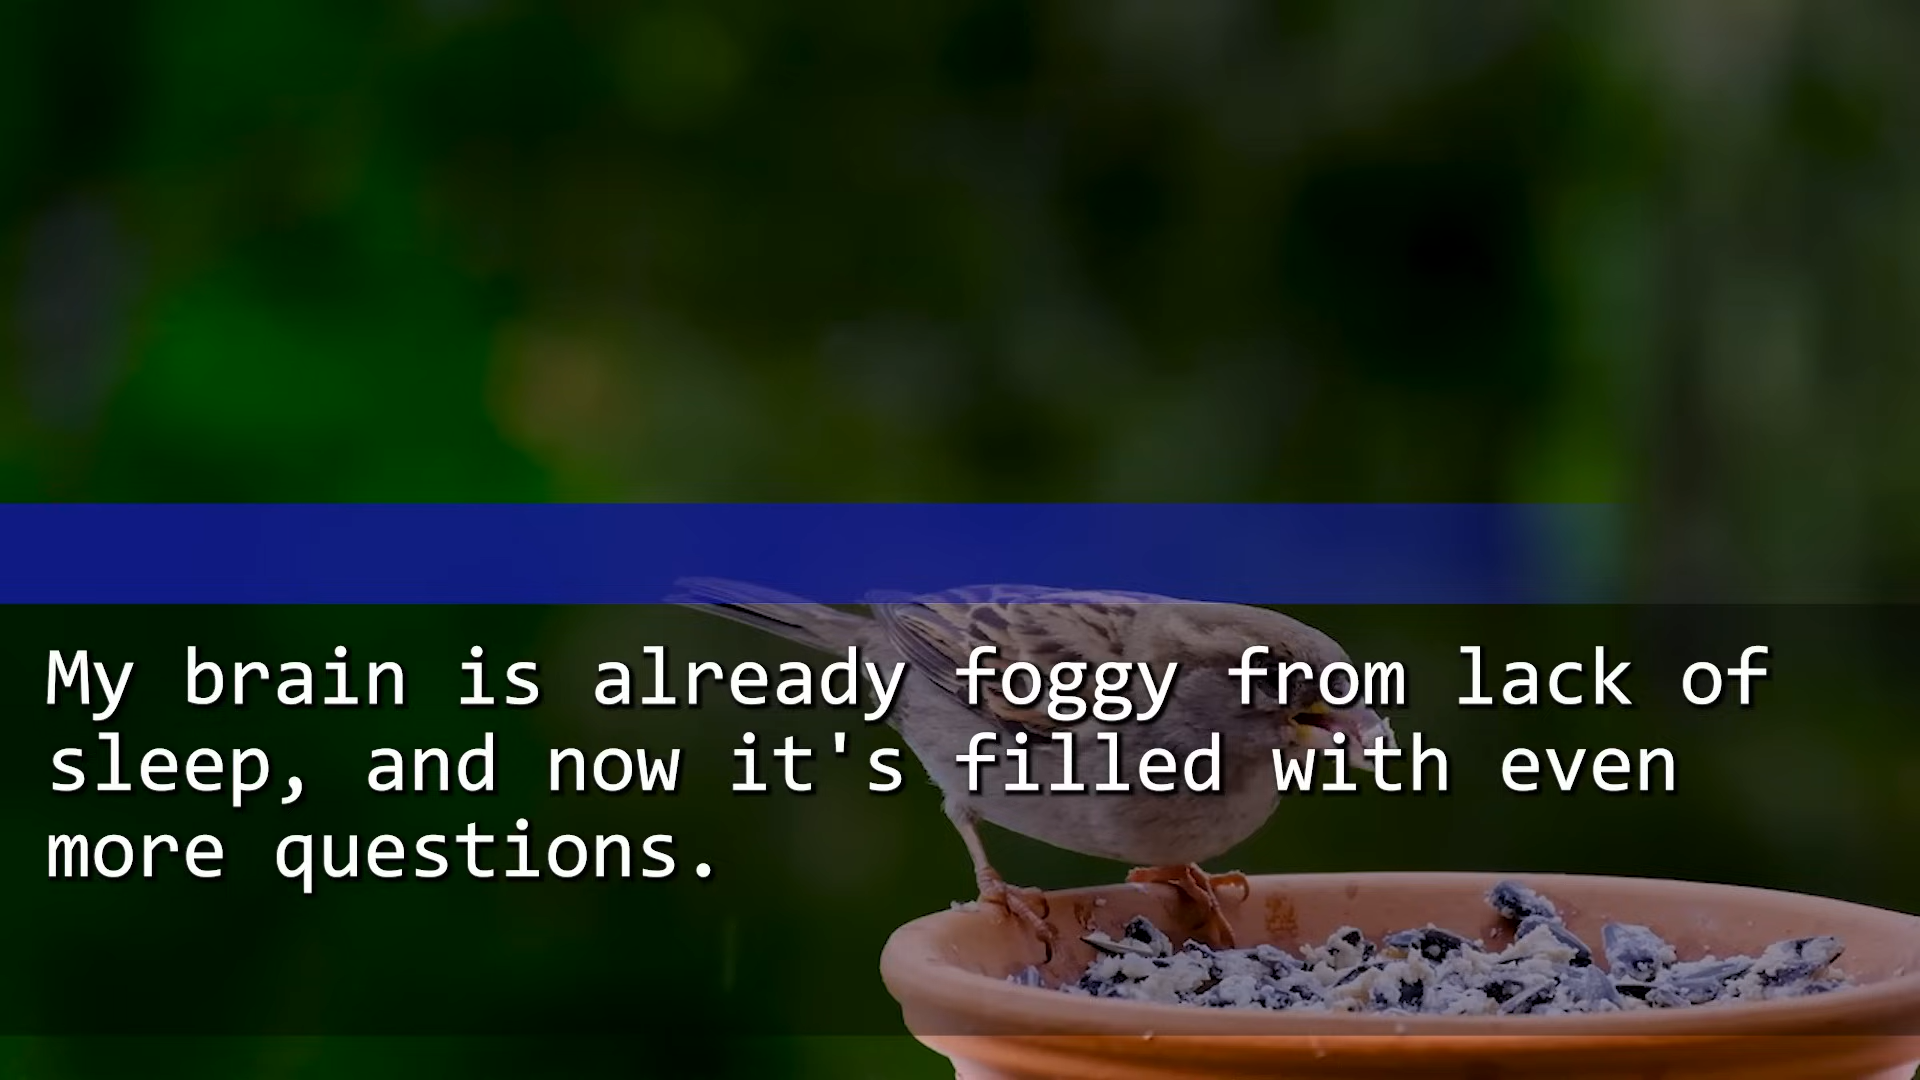 My brain is already foggy from lack of
sleep, and now it's filled with even
more questions.